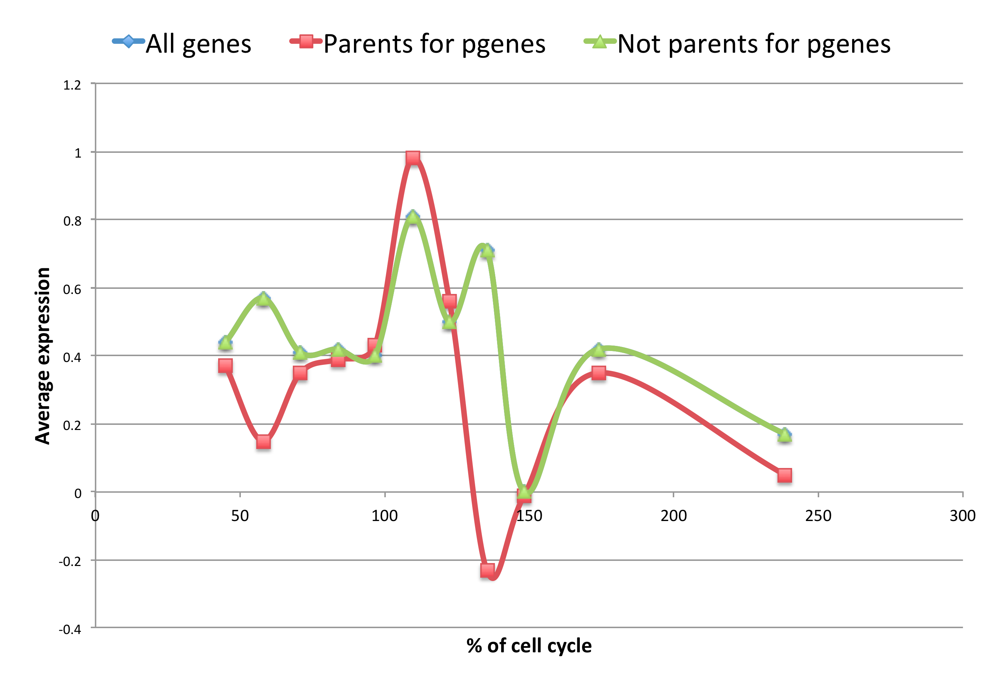 All genes Parents for pgenes Not parents for pgenes
1.2
1
0.8
0.6
0.4
0.2
0
-0.2
-0.4
Average expression
0 50 100 150 200 250 300
% of cell cycle